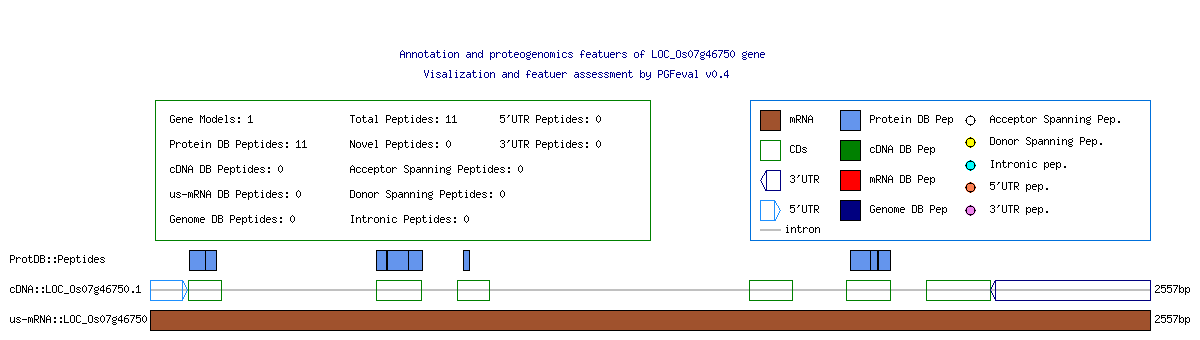 Annotation and proteogenomics featuers of LOC_Os07g46750 gene
Visalization and featuer assessment by PGFeval v0.4
Gene Models: 1
Total Peptides: 11
5'UTR Peptides: 0
Protein DB Peptides: 11
Novel Peptides: 0
3'UTR Peptides: 0
cDNA DB Peptides: 0
Acceptor Spanning Peptides: 0
us-mRNA DB Peptides: 0
Donor Spanning Peptides: 0
Genome DB Peptides: 0
Intronic Peptides: 0
mRNA
Protein DB Pep
Acceptor Spanning Pep.
CDs
cDNA DB Pep
Donor Spanning Pep.
3'UTR
mRNA DB Pep
Intronic pep.
5'UTR
Genome DB Pep
5'UTR pep.
3'UTR pep.
intron
ProtDB::Peptides
cDNA::LOC_Os07g46750.1
2557bp
us-mRNA::LOC_Os07g46750
2557bp